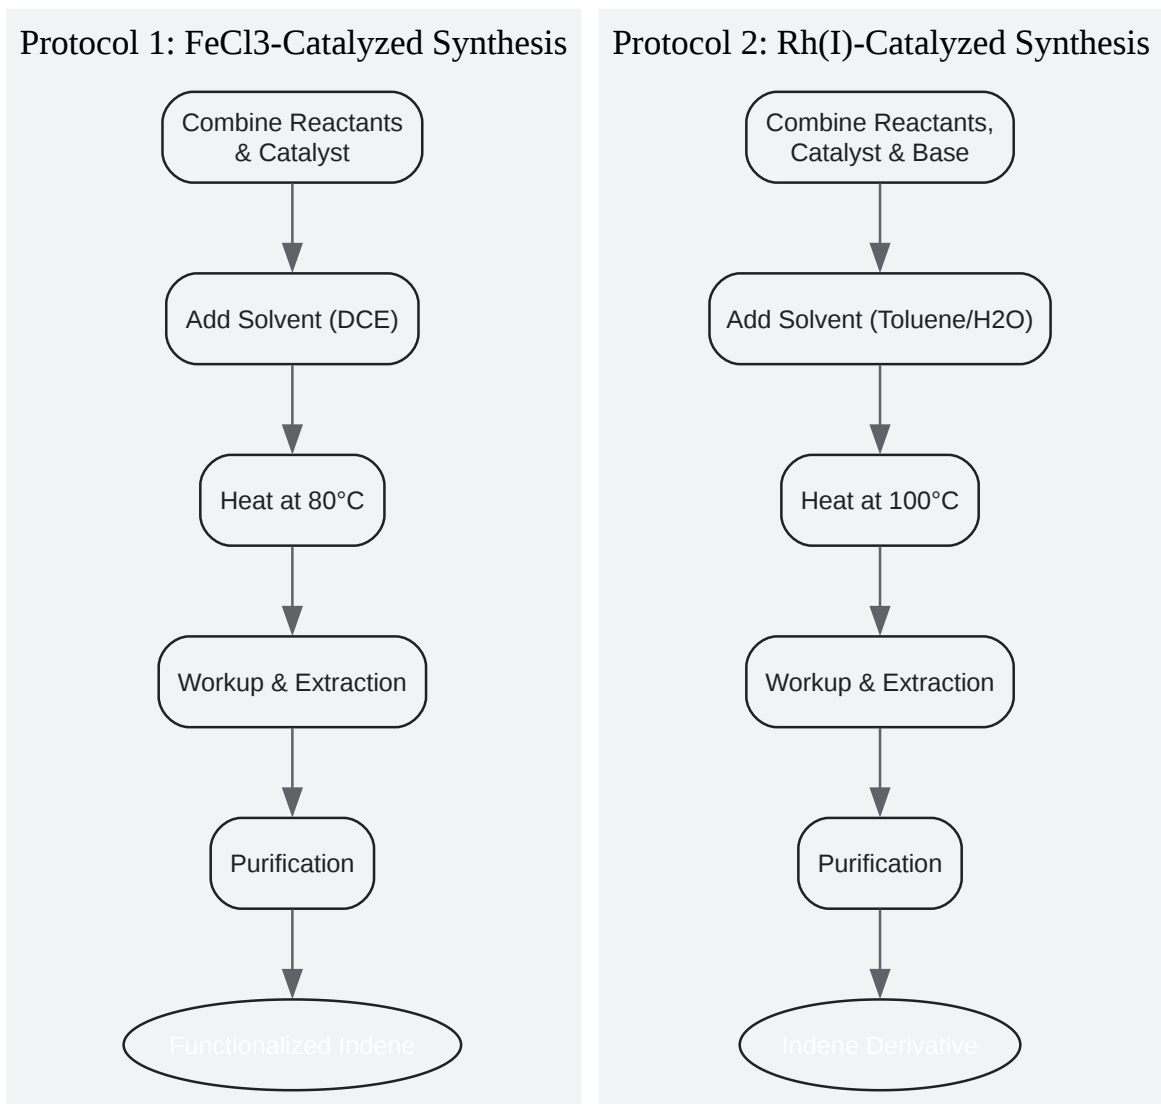 Protocol 1: FeCl3-Catalyzed Synthesis
Combine Reactants
& Catalyst
Add Solvent (DCE)
Heat at 80°C
Workup & Extraction
Purification
Functionalized Indene
Protocol 2: Rh(I)-Catalyzed Synthesis
Combine Reactants,
Catalyst & Base
Add Solvent (Toluene/H2O)
Heat at 100°C
Workup & Extraction
Purification
Indene Derivative